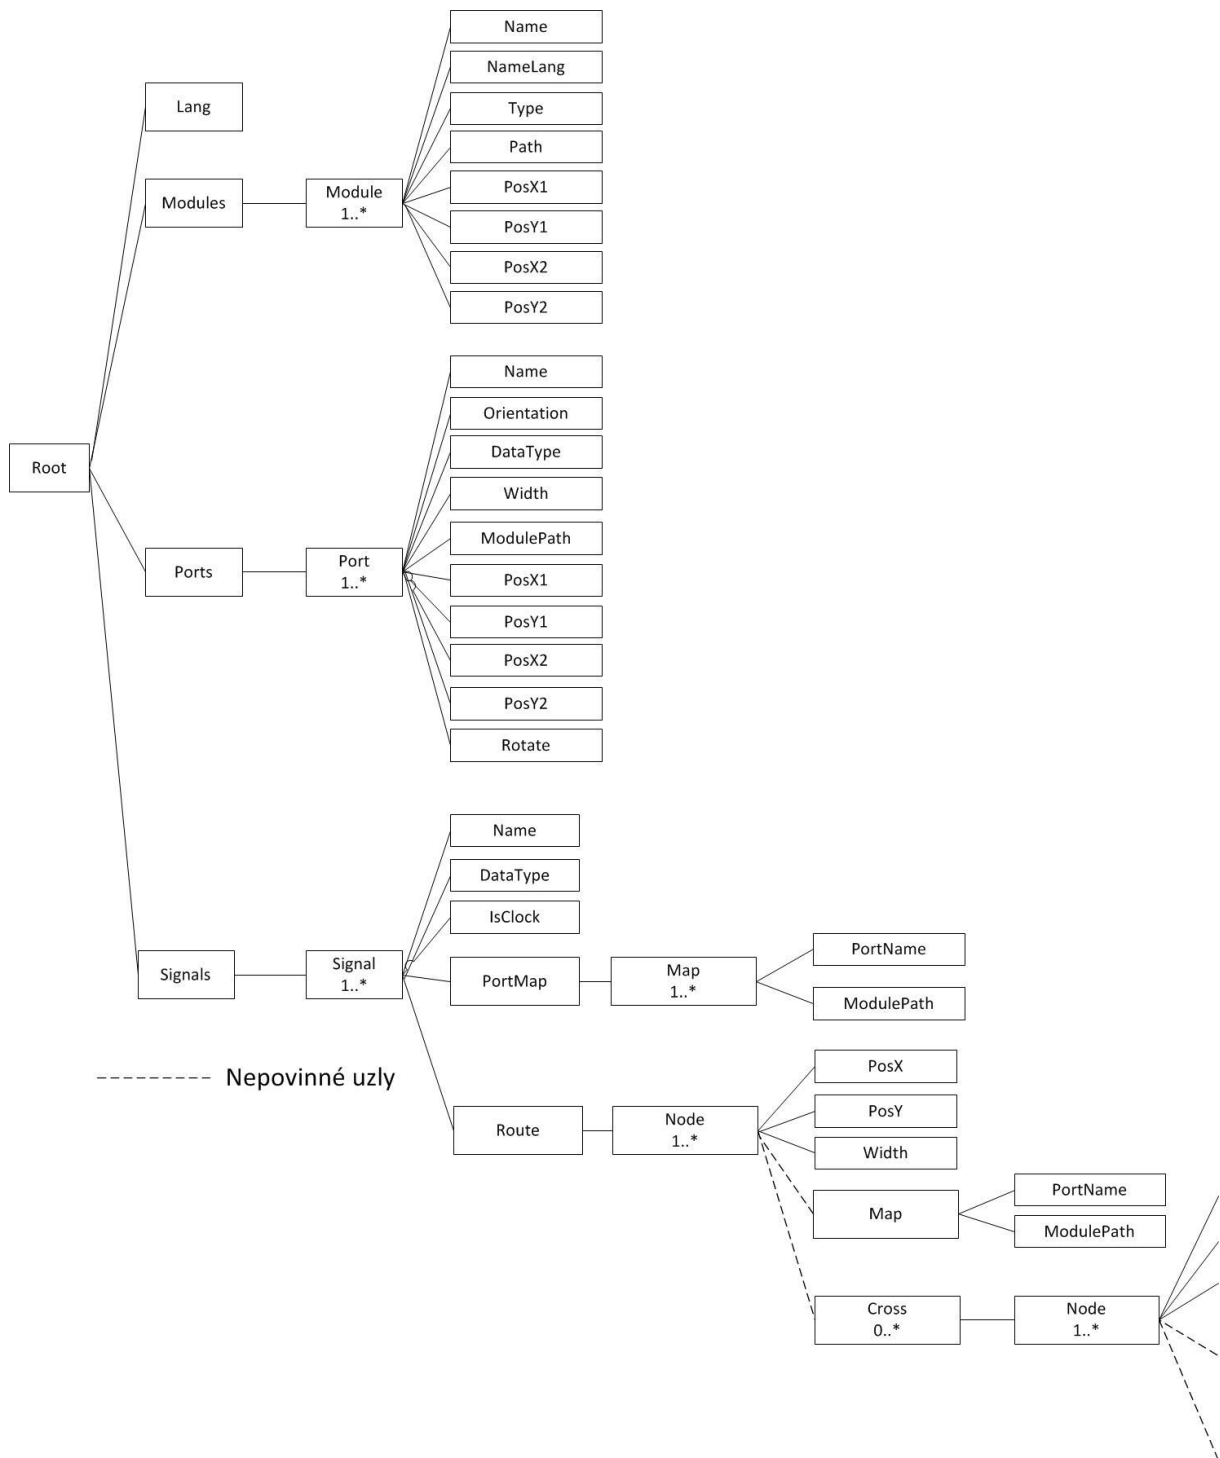 Name
NameLang
Type
Path
PosX1
PosY1
PosX2
PosY2
Lang
Modules
Module
1..*
Name
Orientation
DataType
Width
ModulePath
PosX1
PosY1
PosX2
PosY2
Rotate
Root
Ports
Port
1..*
Name
DataType
IsClock
PortMap
Signals
Signal
1..*
Map
1..*
PortName
ModulePath
Nepovinné uzly
Route
Node
1..*
PosX
PosY
Width
Map
PortName
ModulePath
Cross
0..*
Node
1..*